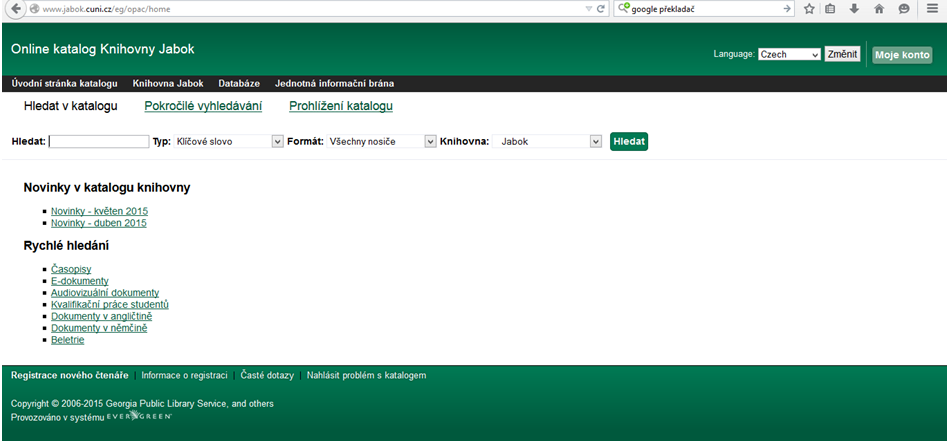 www.jabok.cuni.cz/eg/opac/home
google překladač
Online katalog Knihovny Jabok
Language: Czech Změnit Moje konto
Úvodní stránka katalogu Knihovna Jabok Databáze Jednotná informační brána
Hledat v katalogu Pokročilé vyhledávání Prohlížení katalogu
Hledat: Typ: Klíčové slovo Formát: Všechny nosiče Knihovna: Jabok Hledat
Novinky v katalogu knihovny
Novinky - květen 2015
Novinky - duben 2015
Rychlé hledání
Časopisy
E-dokumenty
Audiovizuální dokumenty
Kvalifikační práce studentů
Dokumenty v angličtině
Dokumenty v němčině
Beletrie
Registrace nového čtenáře | Informace o registraci | Časté dotazy | Nahlásit problém s katalogem
Copyright © 2006-2015 Georgia Public Library Service, and others
Provozováno v systému EVERGREEN